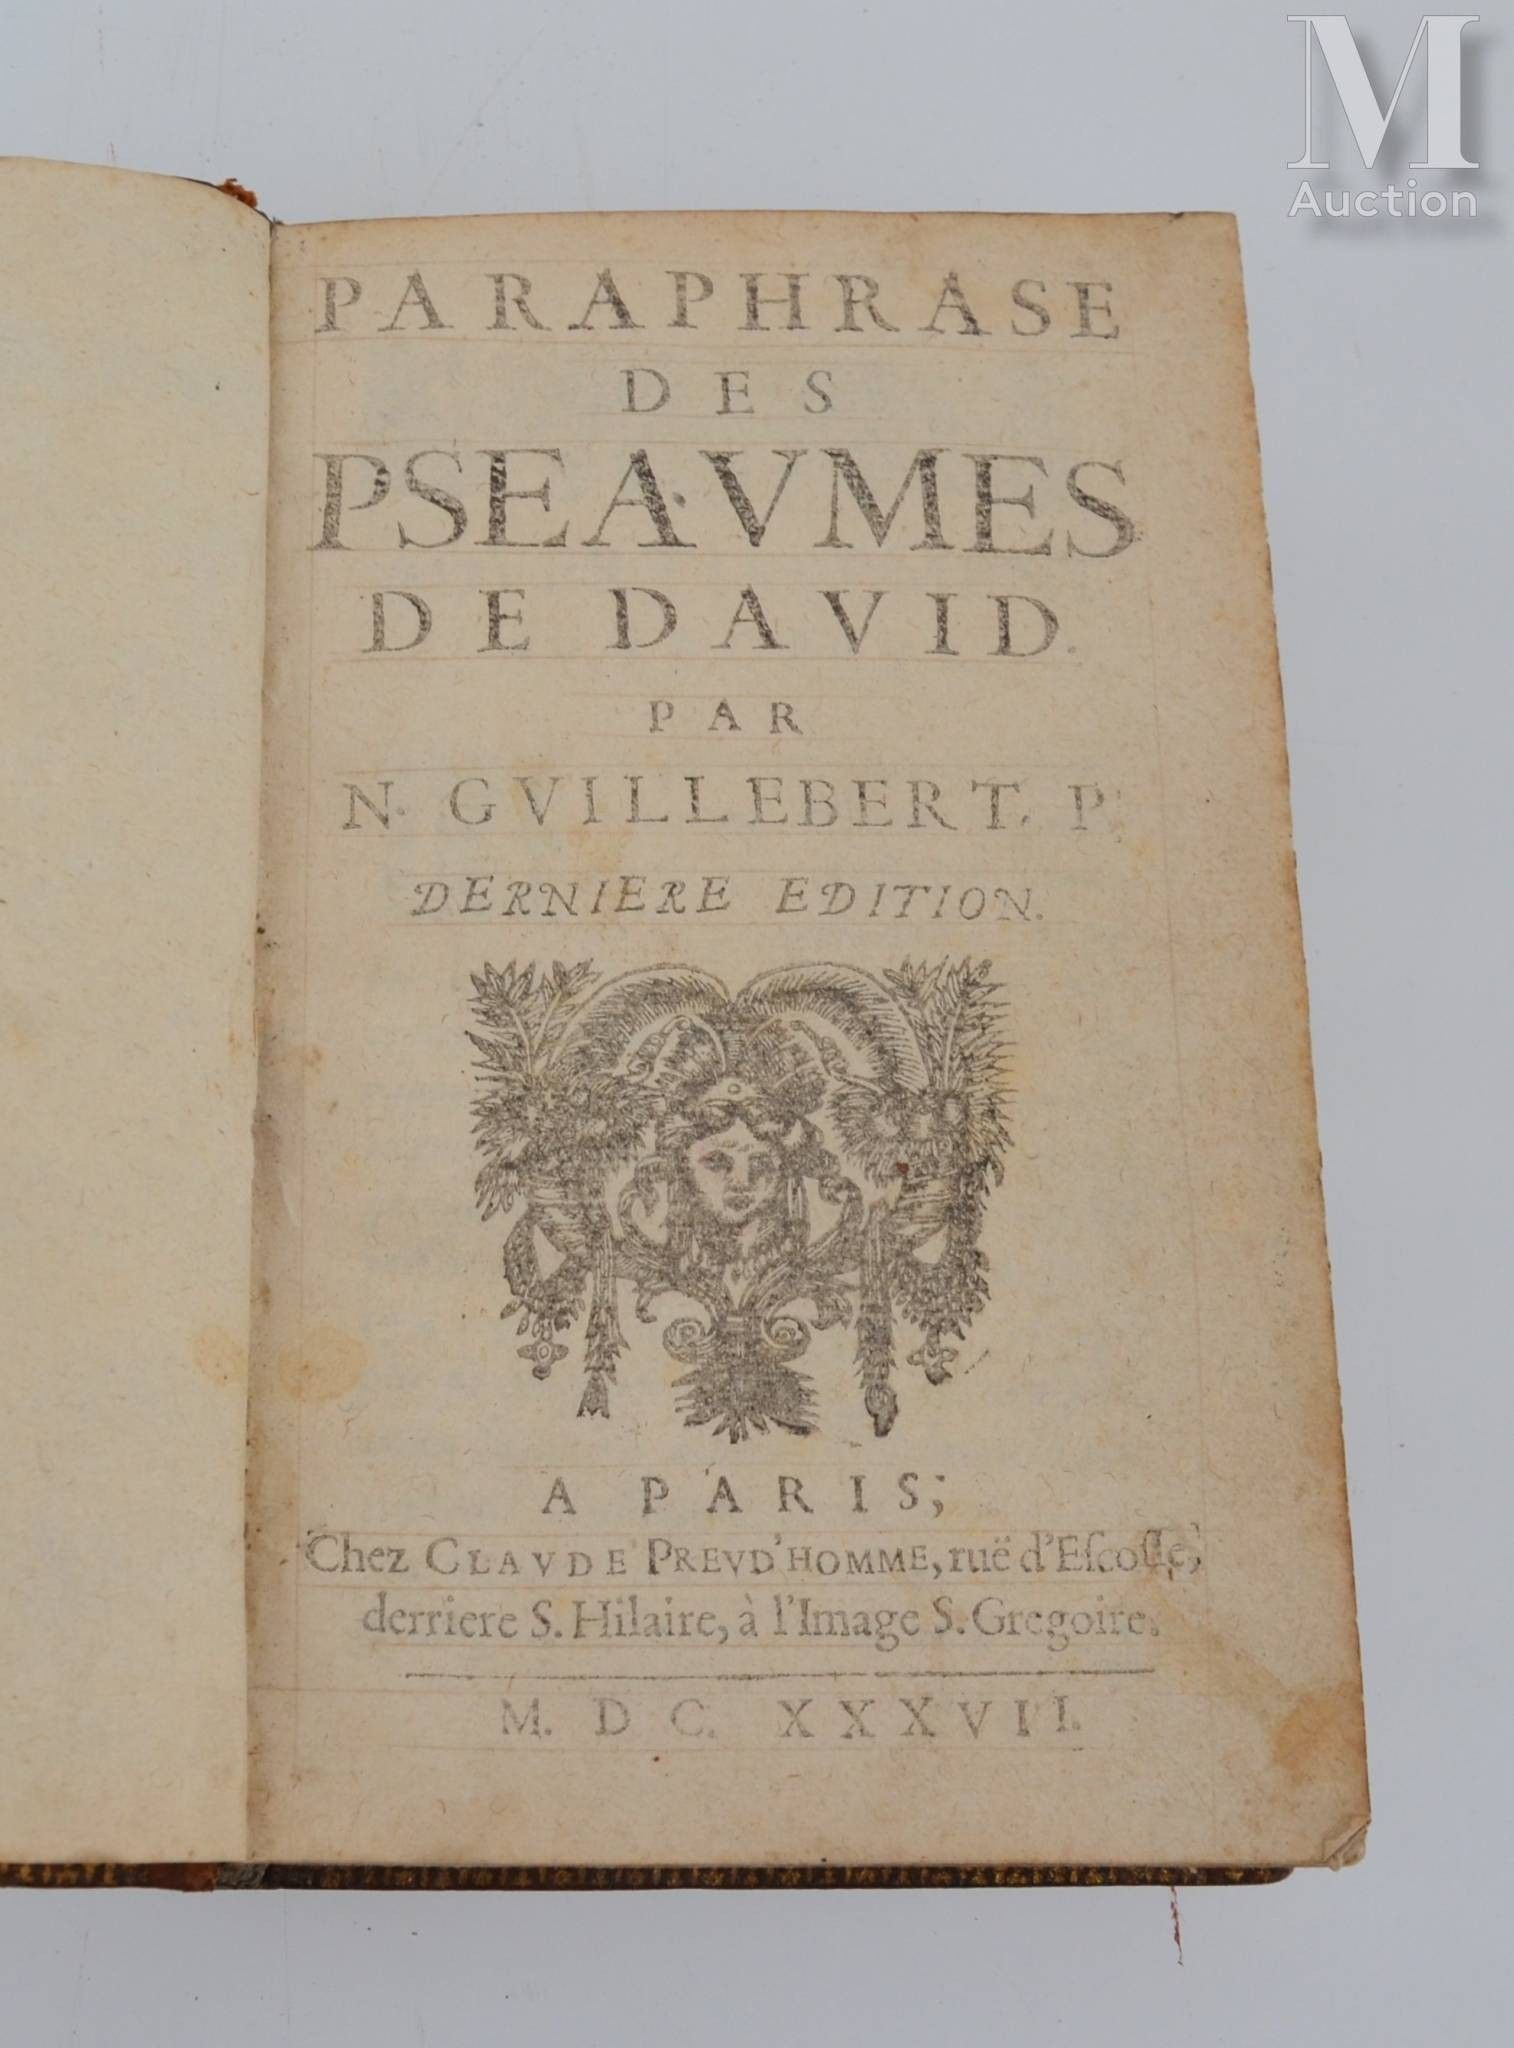 M
Auction
PARAPHRASE
DES
PSEAVMES
DE DAVID.
PAR
N. GVILLEBERT. P.
DERNIERE EDITION.
A PARIS,
Chez CLAVDE PREVD'HOMME, ruë d'Eſcoſſe,
derriere S. Hilaire, à l'Image S. Gregoire.
M. D C. XXXVII.